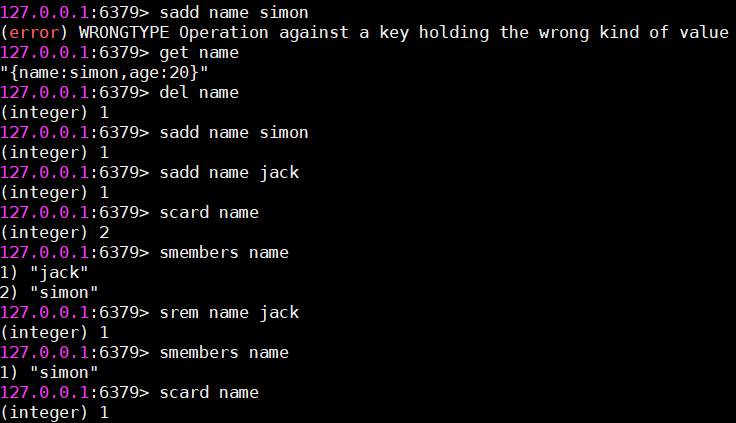 127.0.0.1:6379> sadd name simon
(error) WRONGTYPE Operation against a key holding the wrong kind of value
127.0.0.1:6379> get name
"{name:simon,age:20}"
127.0.0.1:6379> del name
(integer) 1
127.0.0.1:6379> sadd name simon
(integer) 1
127.0.0.1:6379> sadd name jack
(integer) 1
127.0.0.1:6379> scard name
(integer) 2
127.0.0.1:6379> smembers name
1) "jack"
2) "simon"
127.0.0.1:6379> srem name jack
(integer) 1
127.0.0.1:6379> smembers name
1) "simon"
127.0.0.1:6379> scard name
(integer) 1